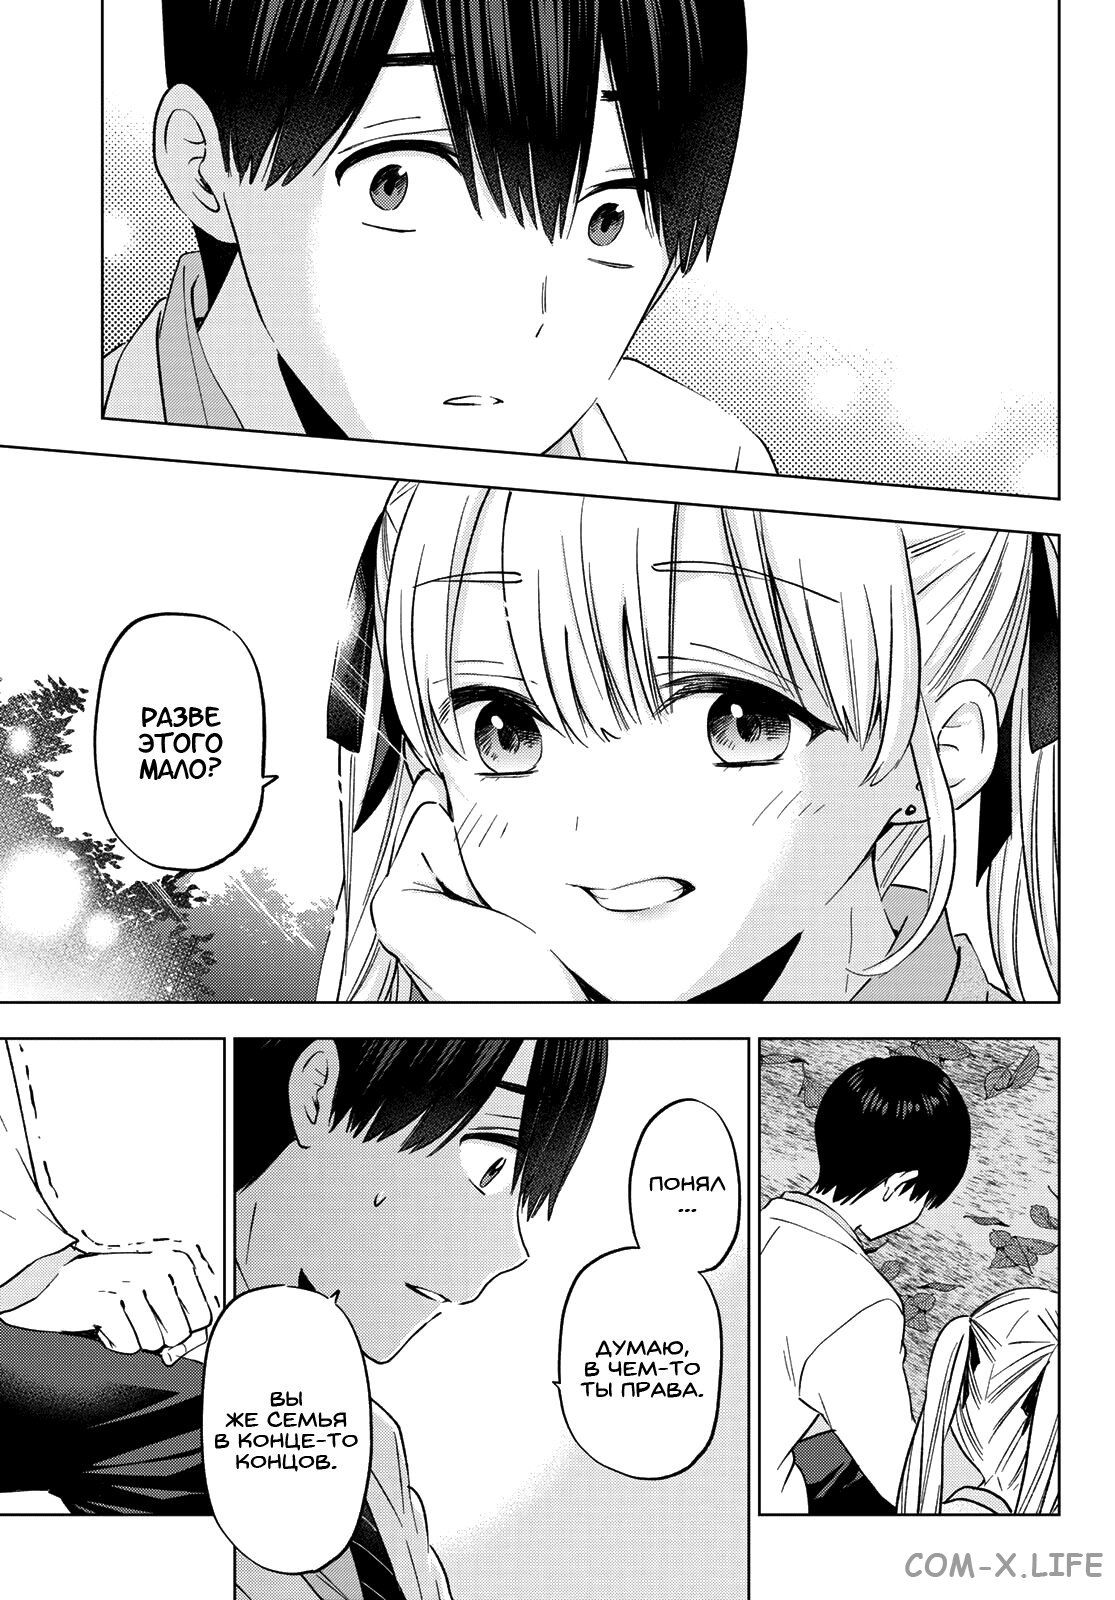 РАЗВЕ
ЭТОГО
МАЛО?
ПОНЯЛ
...
ДУМАЮ,
В ЧЕМ-ТО
ТЫ ПРАВА.
ВЫ
ЖЕ СЕМЬЯ
В КОНЦЕ-ТО
КОНЦОВ.
COM-X.LIFE